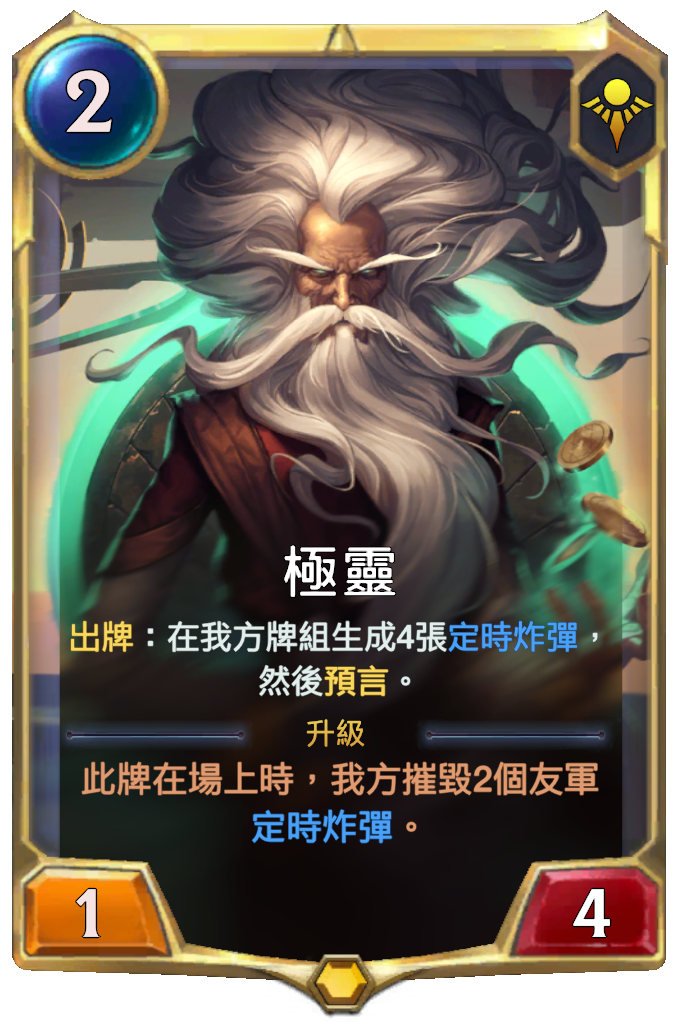 2
極靈
出牌：在我方牌組生成4張定時炸彈，
然後預言。
升級
此牌在場上時，我方摧毀2個友軍
定時炸彈。
1
4